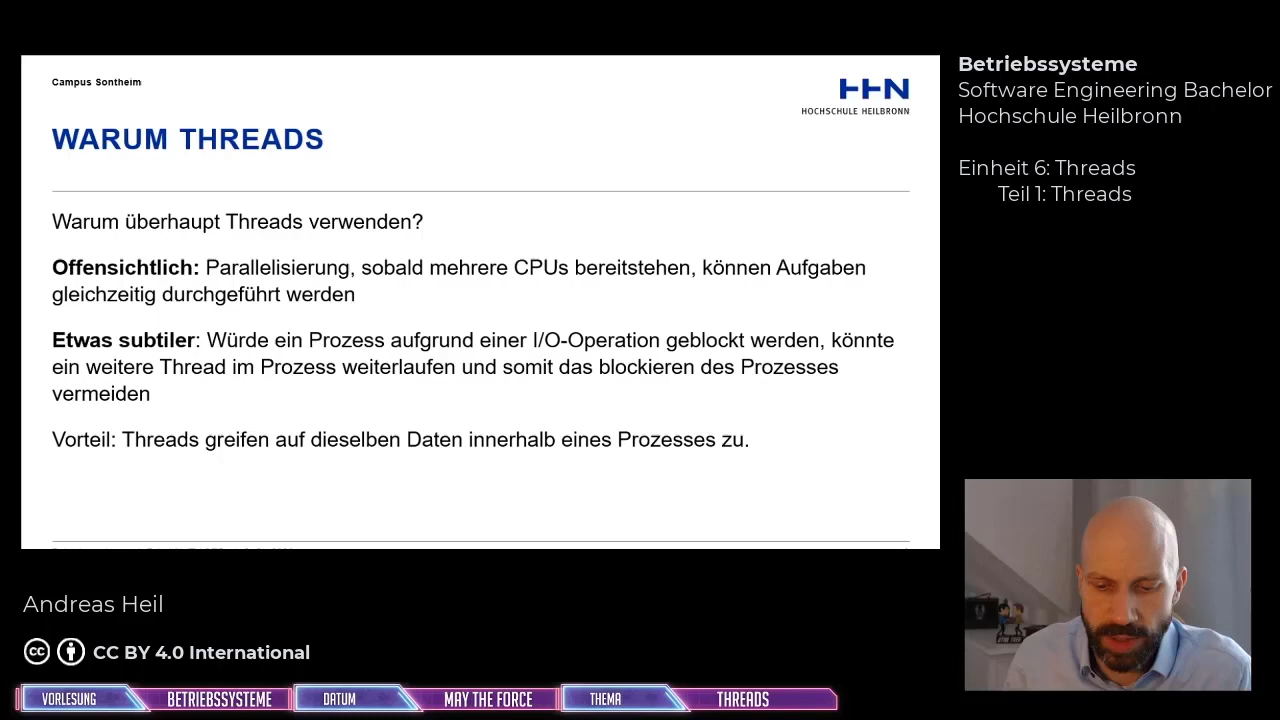 Campus Sontheim
HHN
HOCHSCHULE HEILBRONN
WARUM THREADS
Warum überhaupt Threads verwenden?
Offensichtlich: Parallelisierung, sobald mehrere CPUs bereitstehen, können Aufgaben
gleichzeitig durchgeführt werden
Etwas subtiler: Würde ein Prozess aufgrund einer I/O-Operation geblockt werden, könnte
ein weitere Thread im Prozess weiterlaufen und somit das blockieren des Prozesses
vermeiden
Vorteil: Threads greifen auf dieselben Daten innerhalb eines Prozesses zu.
Betriebssysteme
Software Engineering Bachelor
Hochschule Heilbronn
Einheit 6: Threads
Teil 1: Threads
Andreas Heil
CC BY 4.0 International
VORLESUNG BETRIEBSSYSTEME DATUM MAY THE FORCE THEMA THREADS